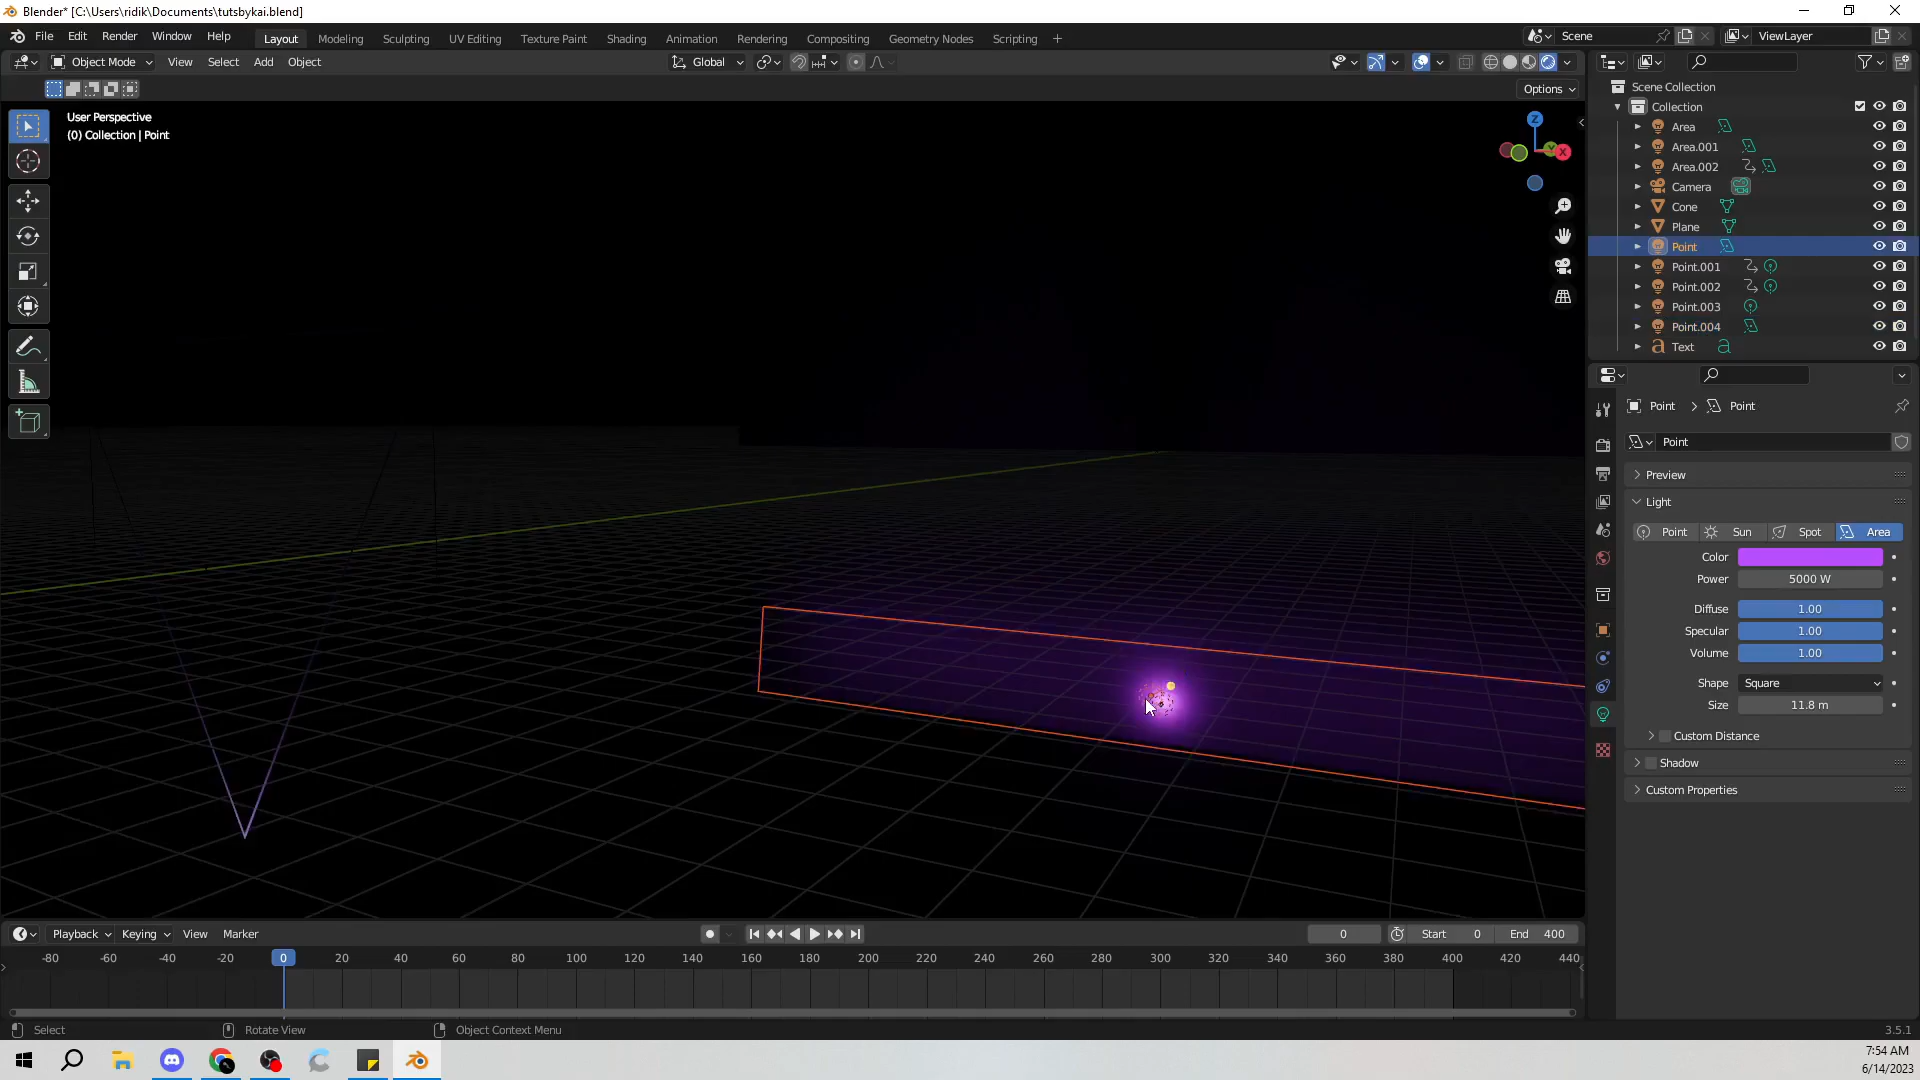 Blender* [C:\Users\ridik\Documents\tutsbykai.blend]
File Edit Render Window Help Layout Modeling Sculpting UV Editing Texture Paint Shading Animation Rendering Compositing Geometry Nodes Scripting + Scene ViewLayer
Object Mode View Select Add Object Global
Options
User Perspective
(0) Collection | Point
Z
Y
X
Scene Collection
Collection
Area
Area.001
Area.002
Camera
Cone
Plane
Point
Point.001
Point.002
Point.003
Point.004
Text
Point > Point
Point
Preview
Light
Point Sun Spot Area
Color
Power 5000 W
Diffuse 1.00
Specular 1.00
Volume 1.00
Shape Square
Size 11.8 m
Custom Distance
Shadow
Custom Properties
Playback Keying View Marker 0 Start 0 End 400
-80 -60 -40 -20 0 20 40 60 80 100 120 140 160 180 200 220 240 260 280 300 320 340 360 380 400 420 440
Select Rotate View Object Context Menu 3.5.1
7:54 AM
6/14/2023